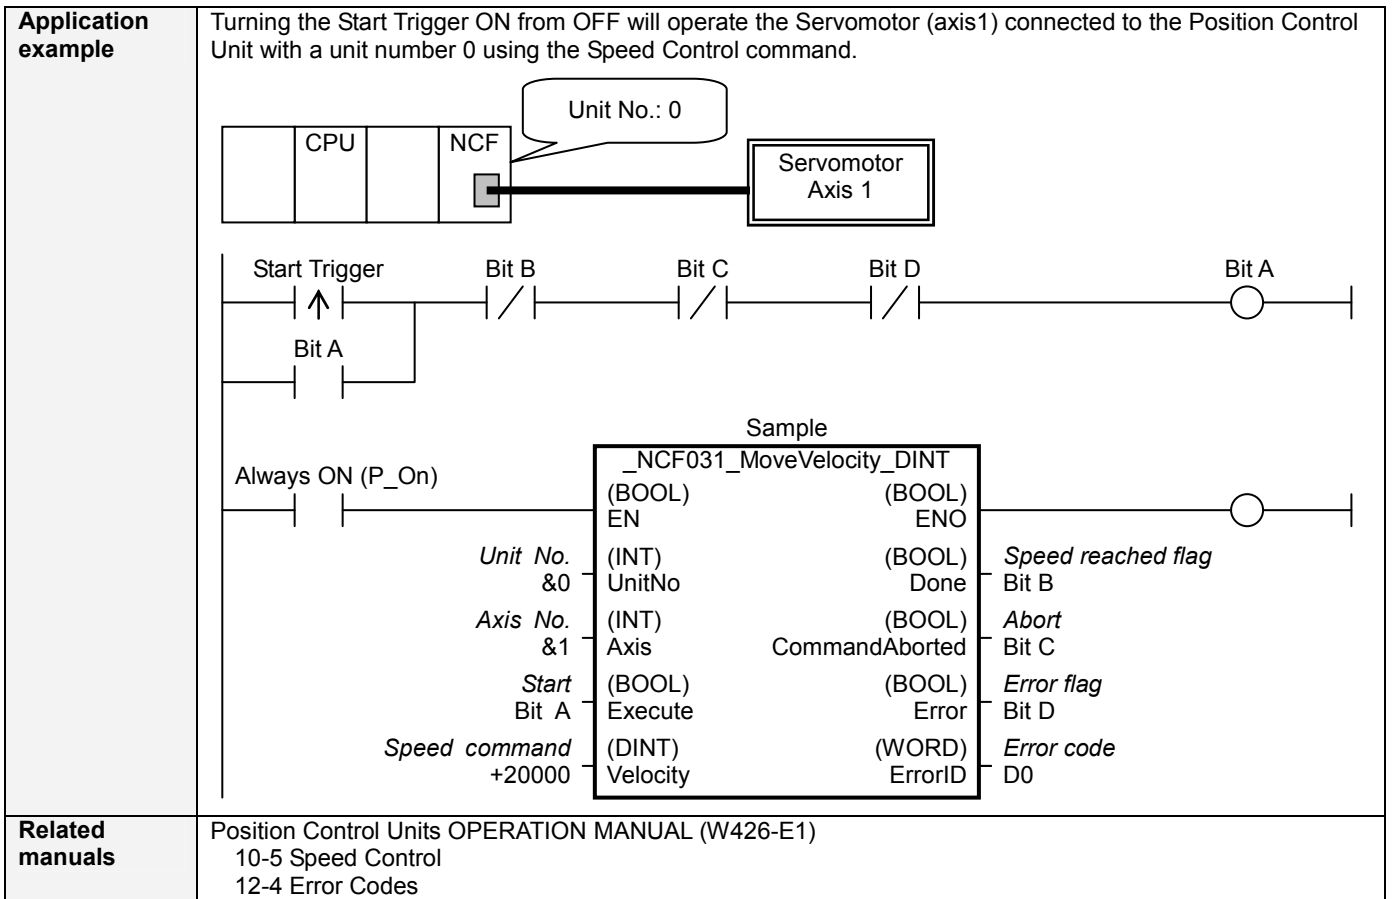 Application
example
Turning the Start Trigger ON from OFF will operate the Servomotor (axis1) connected to the Position Control
Unit with a unit number 0 using the Speed Control command.
Unit No.: 0
CPU
NCF
Servomotor
Axis 1
Start Trigger
Bit B
Bit C
Bit D
Bit A
Bit A
Sample
Always ON (P_On)
_NCF031_MoveVelocity_DINT
(BOOL) (BOOL)
EN ENO
Unit No. (INT) (BOOL) Speed reached flag
&0 UnitNo Done Bit B
Axis No. (INT) (BOOL) Abort
&1 Axis CommandAborted Bit C
Start (BOOL) (BOOL) Error flag
Bit A Execute Error Bit D
Speed command (DINT) (WORD) Error code
+20000 Velocity ErrorID D0
Related
manuals
Position Control Units OPERATION MANUAL (W426-E1)
10-5 Speed Control
12-4 Error Codes